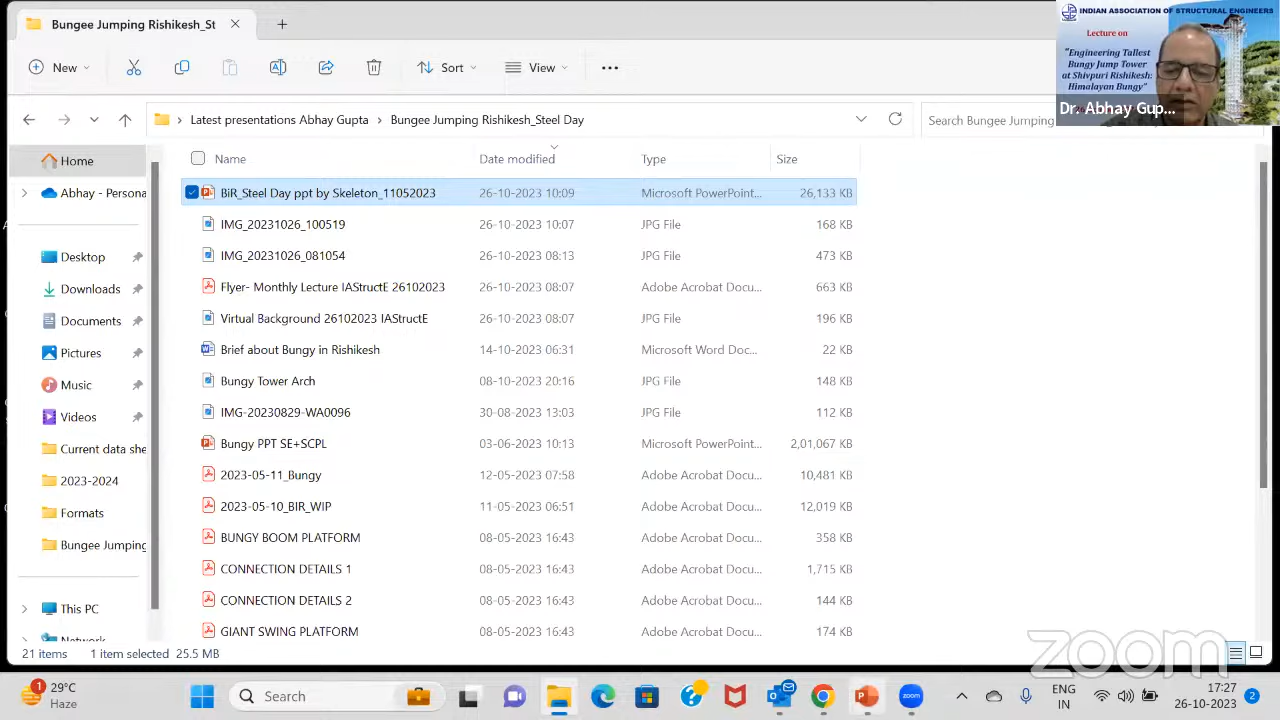 Bungee Jumping Rishikesh_St
INDIAN ASSOCIATION OF STRUCTURAL ENGINEERS
Lecture on
"Engineering Tallest
Bungy Jump Tower
at Shivpuri Rishikesh:
Himalayan Bungy"
Dr. Abhay Gup...
New
Sort
View
Latest presentations Abhay Gupta > Bungee Jumping Rishikesh_Steel Day
Search Bungee Jumping
Home
Abhay - Persona
Desktop
Downloads
Documents
Pictures
Music
Videos
Current data she
2023-2024
Formats
Bungee Jumping
This PC
Network
Name Date modified Type Size
BiR_Steel Day ppt by Skeleton_11052023 26-10-2023 10:09 Microsoft PowerPoint... 26,133 KB
IMG_20231026_100519 26-10-2023 10:07 JPG File 168 KB
IMG_20231026_081054 26-10-2023 08:13 JPG File 473 KB
Flyer- Monthly Lecture IAStructE 26102023 26-10-2023 08:07 Adobe Acrobat Docu... 663 KB
Virtual Background 26102023 IAStructE 26-10-2023 08:07 JPG File 196 KB
Brief about Bungy in Rishikesh 14-10-2023 06:31 Microsoft Word Doc... 22 KB
Bungy Tower Arch 08-10-2023 20:16 JPG File 148 KB
IMG-20230829-WA0096 30-08-2023 13:03 JPG File 112 KB
Bungy PPT SE+SCPL 03-06-2023 10:13 Microsoft PowerPoint... 2,01,067 KB
2023-05-11_Bungy 12-05-2023 07:58 Adobe Acrobat Docu... 10,481 KB
2023-05-10_BIR_WIP 11-05-2023 06:51 Adobe Acrobat Docu... 12,019 KB
BUNGY BOOM PLATFORM 08-05-2023 16:43 Adobe Acrobat Docu... 358 KB
CONNECTION DETAILS 1 08-05-2023 16:43 Adobe Acrobat Docu... 1,715 KB
CONNECTION DETAILS 2 08-05-2023 16:43 Adobe Acrobat Docu... 144 KB
GIANT SWING PLATFORM 08-05-2023 16:43 Adobe Acrobat Docu... 174 KB
21 items 1 item selected 25.5 MB
zoom
1
29°C
Haze
Search
zoom
ENG
IN
17:27
26-10-2023
2